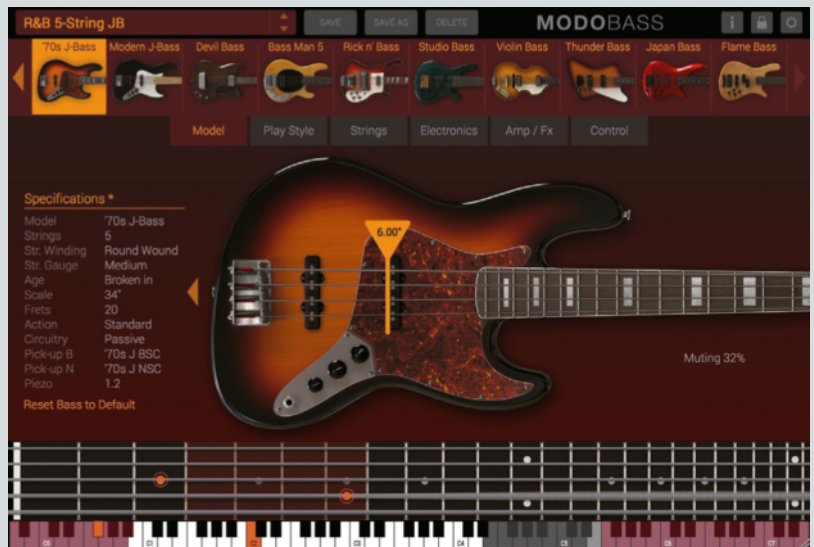 R&B 5-String JB
SAVE
SAVE AS
DELETE
MODOBASS
i
'70s J-Bass
Modern J-Bass
Devil Bass
Bass Man 5
Rick n' Bass
Studio Bass
Violin Bass
Thunder Bass
Japan Bass
Flame Bass
Model
Play Style
Strings
Electronics
Amp / Fx
Control
Specifications *
Model '70s J-Bass
Strings 5
Str. Winding Round Wound
Str. Gauge Medium
Age Broken in
Scale 34"
Frets 20
Action Standard
Circuitry Passive
Pick-up B '70s J BSC
Pick-up N '70s J NSC
Piezo 1.2
Reset Bass to Default
6.00"
Muting 32%
C0
C1
C2
C3
C4
C5
C6
C7